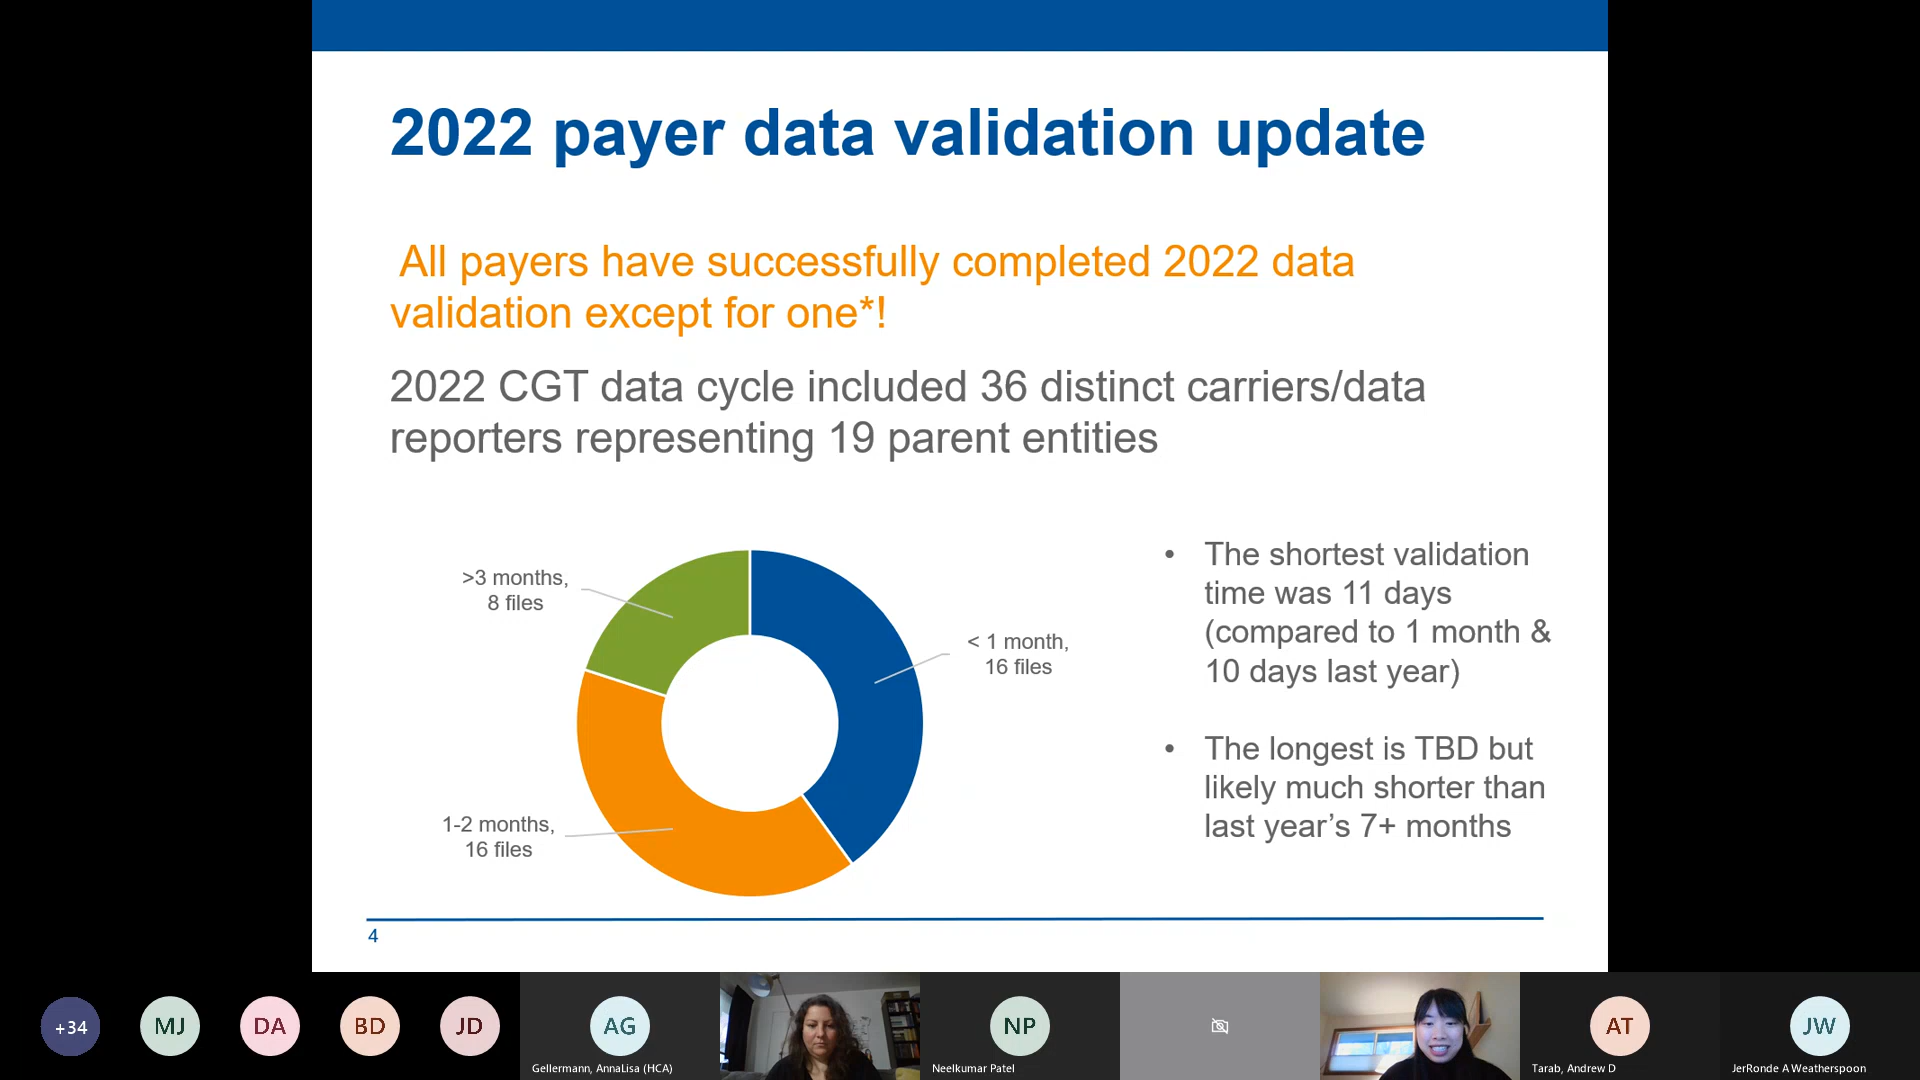 2022 payer data validation update
All payers have successfully completed 2022 data
validation except for one*!
2022 CGT data cycle included 36 distinct carriers/data
reporters representing 19 parent entities
>3 months,
8 files
< 1 month,
16 files
1-2 months,
16 files
• The shortest validation
time was 11 days
(compared to 1 month &
10 days last year)
• The longest is TBD but
likely much shorter than
last year's 7+ months
4
+34
MJ
DA
BD
JD
AG
Gellermann, AnnaLisa (HCA)
NP
Neelkumar Patel
AT
Tarab, Andrew D
JW
JerRonde A Weatherspoon